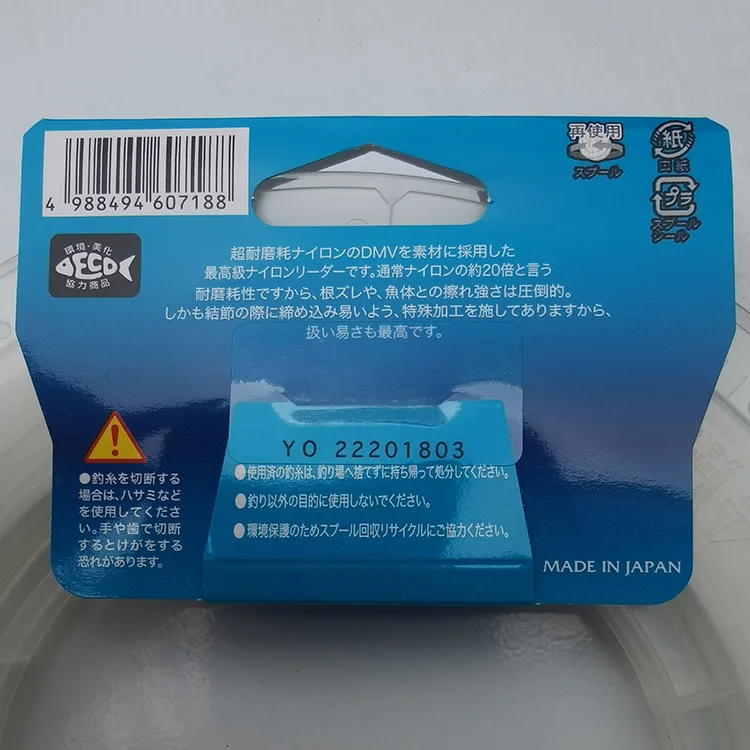 4 988494 607188
再使用
スプール
紙
回紙
プラ
スプール
シール
環境・美化
ECO
協力商品
超耐磨耗ナイロンのDMVを素材に採用した
最高級ナイロンリーダーです。通常ナイロンの約20倍と言う
耐磨耗性ですから、根ズレや、魚体との擦れ強さは圧倒的。
しかも結節の際に締め込み易いよう、特殊加工を施してありますから、
扱い易さも最高です。
YO 22201803
●使用済の釣糸は、釣り場へ捨てずに持ち帰って処分してください。
●釣り以外の目的に使用しないでください。
●環境保護のためスプール回収リサイクルにご協力ください。
●釣糸を切断する
場合は、ハサミなど
を使用してくださ
い。手や歯で切断
するとけがをする
恐れがあります。
MADE IN JAPAN